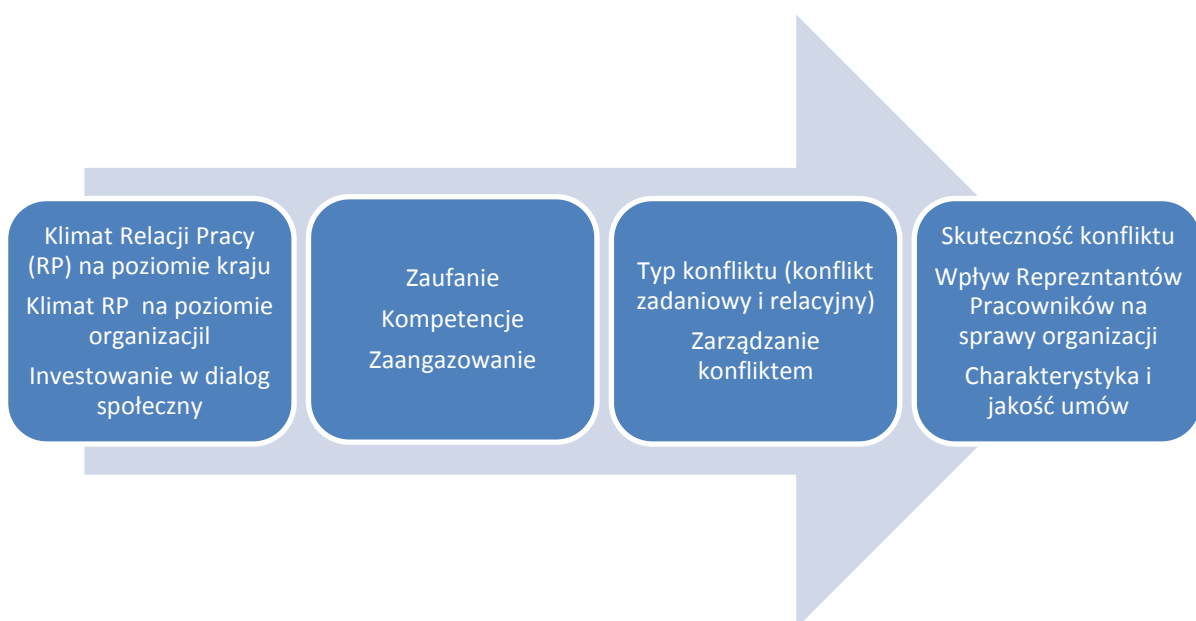 Klimat Relacji Pracy
(RP) na poziomie kraju
Klimat RP na poziomie
organizacjil
Investowanie w dialog
społeczny
Zaufanie
Kompetencje
Zaangazowanie
Typ konfliktu (konflikt
zadaniowy i relacyjny)
Zarządzanie
konfliktem
Skuteczność konfliktu
Wpływ Reprezntantów
Pracowników na
sprawy organizacji
Charakterystyka i
jakość umów